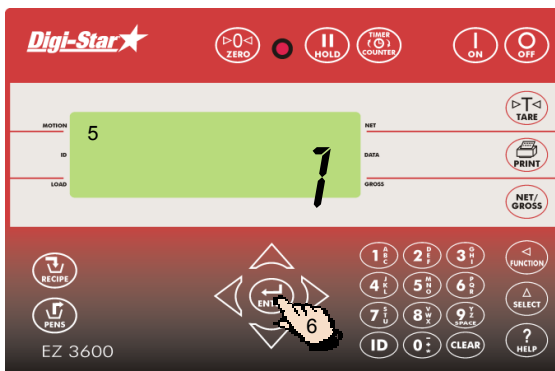 Digi-Star
▷0◁ ZERO
HOLD
TIMER
COUNTER
ON
OFF
▷T◁
TARE
MOTION
5
NET
ID
7
DATA
PRINT
LOAD
GROSS
NET/
GROSS
RECIPE
ENTER
1 A B C
2 D E F
3 G H I
FUNCTION
4 J K L
5 M N O
6 P Q R
SELECT
PENS
6
7 S T U
8 V W X
9 Y Z SPACE
EZ 3600
ID
0 - + *
CLEAR
?
HELP